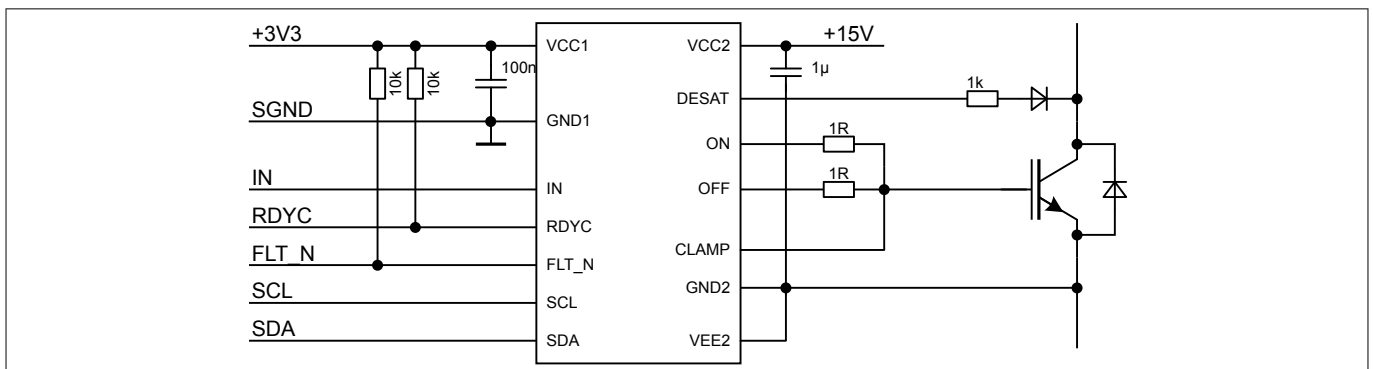 +3V3
VCC1
VCC2
+15V
10k
10k
100n
1µ
DESAT
1k
SGND
GND1
ON
1R
IN
IN
OFF
1R
RDYC
RDYC
CLAMP
FLT_N
FLT_N
GND2
SCL
SCL
SDA
SDA
VEE2